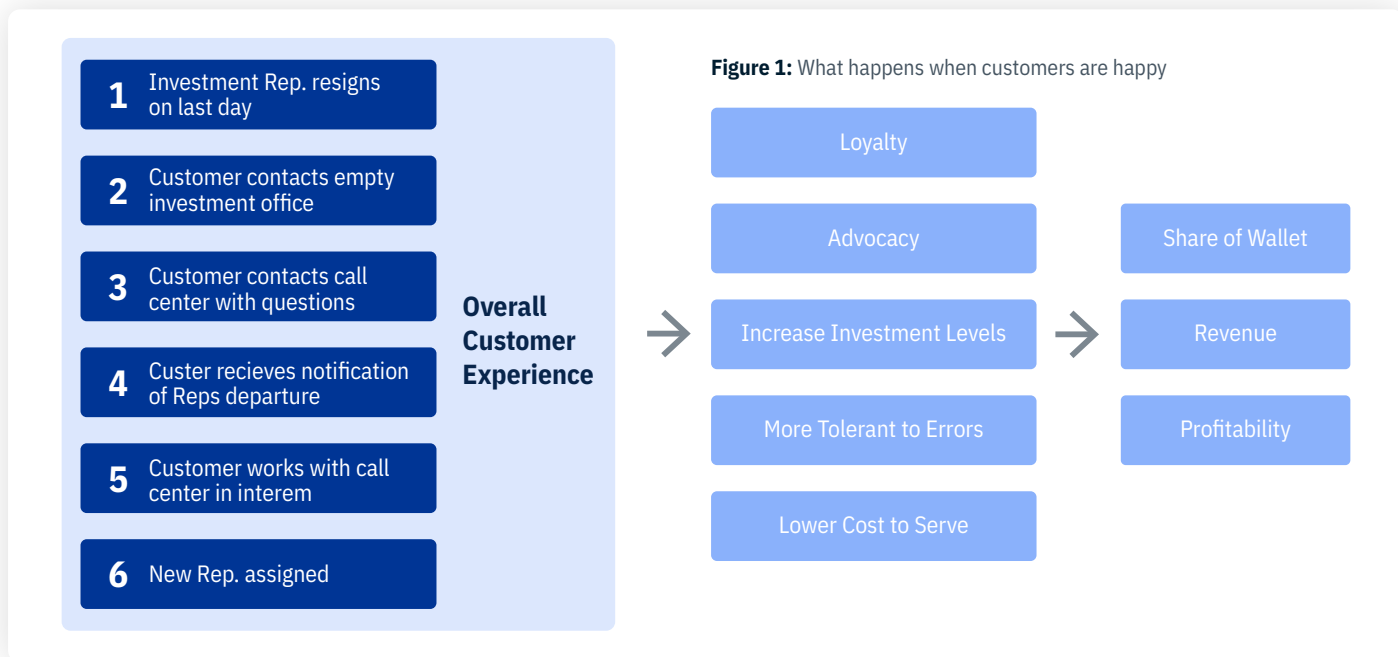 1
Investment Rep. resigns
on last day
2
Customer contacts empty
investment office
3
Customer contacts call
center with questions
4
Custer recieves notification
of Reps departure
5
Customer works with call
center in interem
6
New Rep. assigned
Overall
Customer
Experience
Figure 1: What happens when customers are happy
Loyalty
Advocacy
Increase Investment Levels
More Tolerant to Errors
Lower Cost to Serve
Share of Wallet
Revenue
Profitability